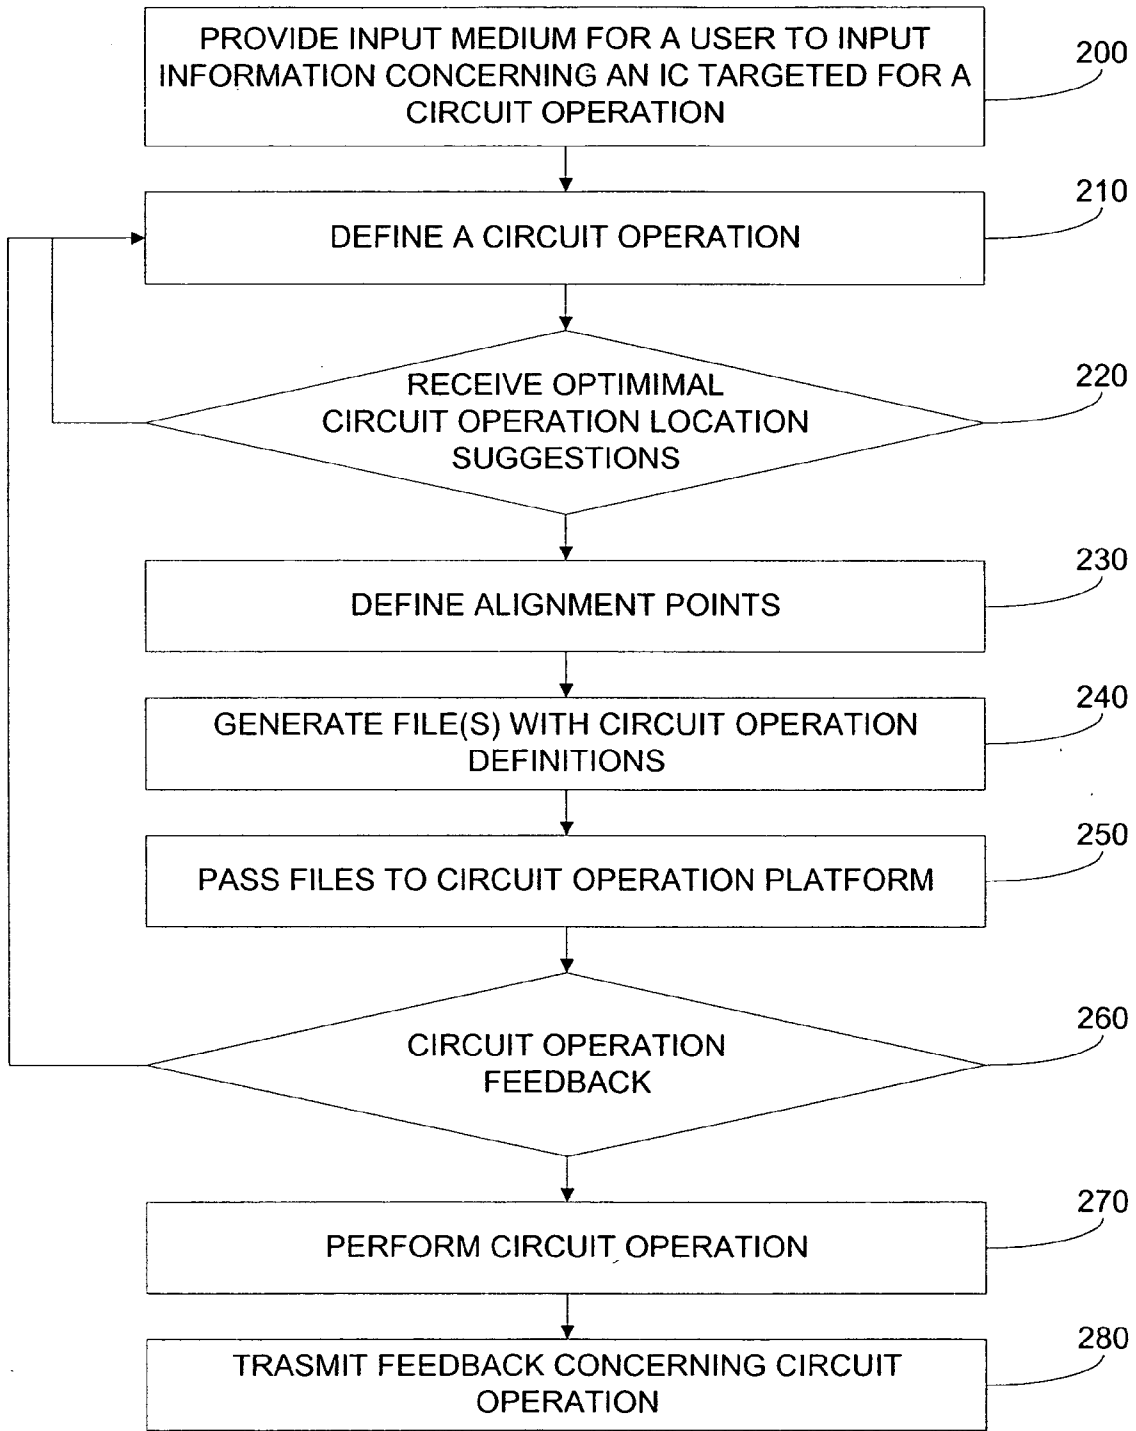 PROVIDE INPUT MEDIUM FOR A USER TO INPUT
INFORMATION CONCERNING AN IC TARGETED FOR A
CIRCUIT OPERATION
200
DEFINE A CIRCUIT OPERATION
210
RECEIVE OPTIMIMAL
CIRCUIT OPERATION LOCATION
SUGGESTIONS
220
DEFINE ALIGNMENT POINTS
230
GENERATE FILE(S) WITH CIRCUIT OPERATION
DEFINITIONS
240
PASS FILES TO CIRCUIT OPERATION PLATFORM
250
CIRCUIT OPERATION
FEEDBACK
260
PERFORM CIRCUIT OPERATION
270
TRASMIT FEEDBACK CONCERNING CIRCUIT
OPERATION
280